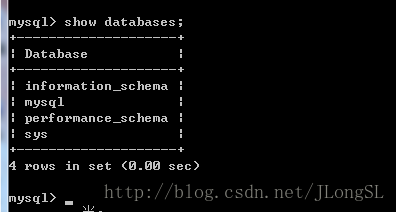 mysql> show databases;
+--------------------+
| Database           |
+--------------------+
| information_schema |
| mysql              |
| performance_schema |
| sys                |
+--------------------+
4 rows in set (0.00 sec)
mysql> _
http://blog.csdn.net/JLongSL